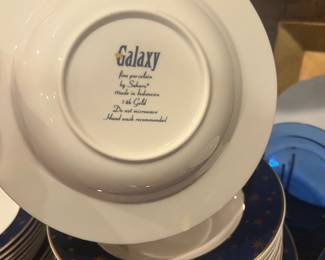 Galaxy
fine porcelain
by Sakura®
made in Indonesia
14k Gold
Do not microwave
Hand wash recommended